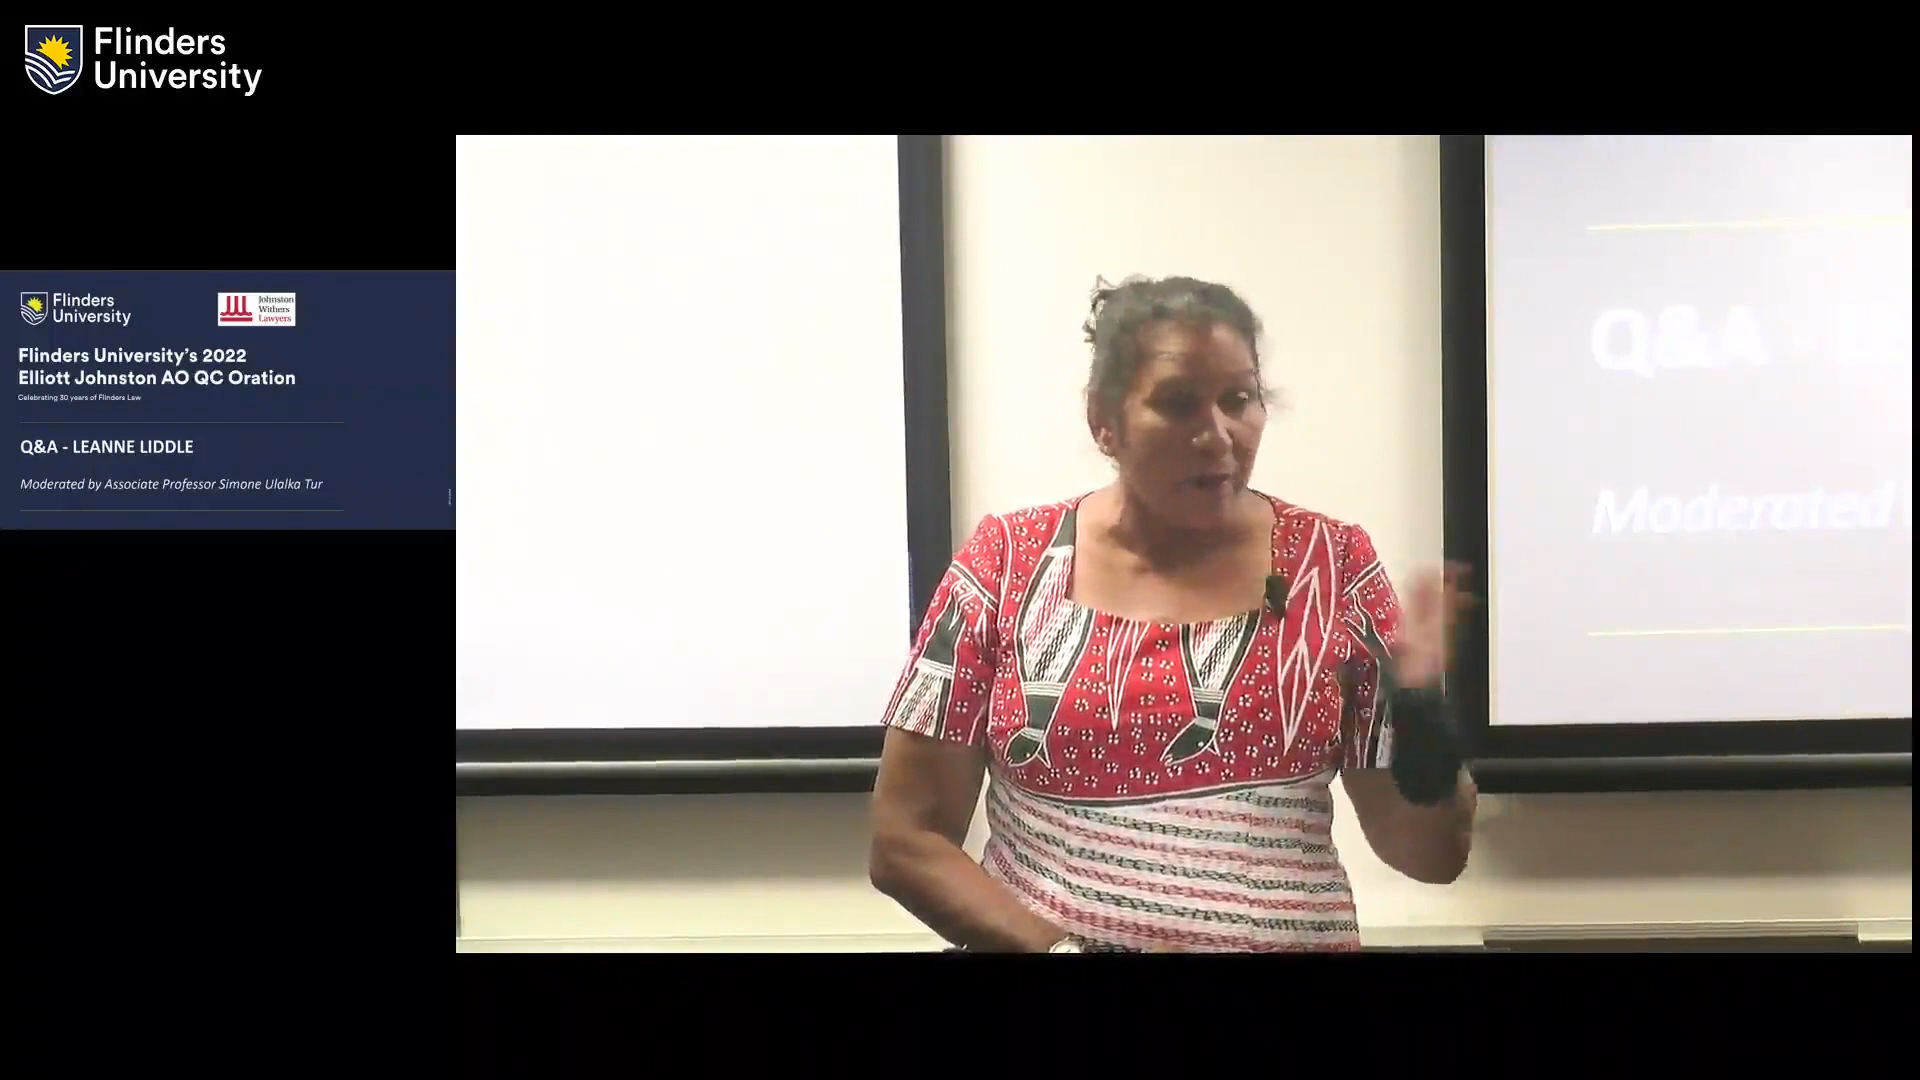 Flinders
University
Flinders
University
Johnston
Withers
Lawyers
Flinders University's 2022
Elliott Johnston AO QC Oration
Celebrating 30 years of Flinders Law
Q&A - LEANNE LIDDLE
Moderated by Associate Professor Simone Ulalka Tur
Q&A - LE
Moderated